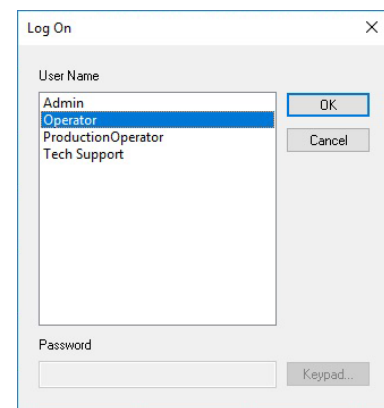 Log On
User Name
Admin
Operator
ProductionOperator
Tech Support
OK
Cancel
Password
Keypad...